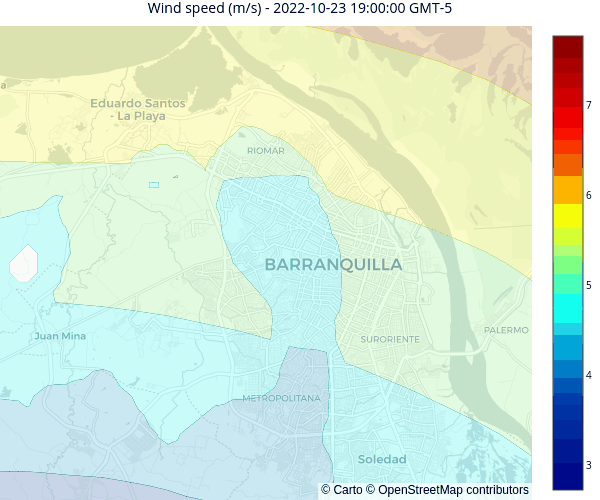 Wind speed (m/s) - 2022-10-23 19:00:00 GMT-5
a
Eduardo Santos
- La Playa
7
RIOMAR
6
BARRANQUILLA
5
PALERMO
Juan Mina
SURORIENTE
4
METROPOLITANA
Soledad
3
© Carto © OpenStreetMap contributors